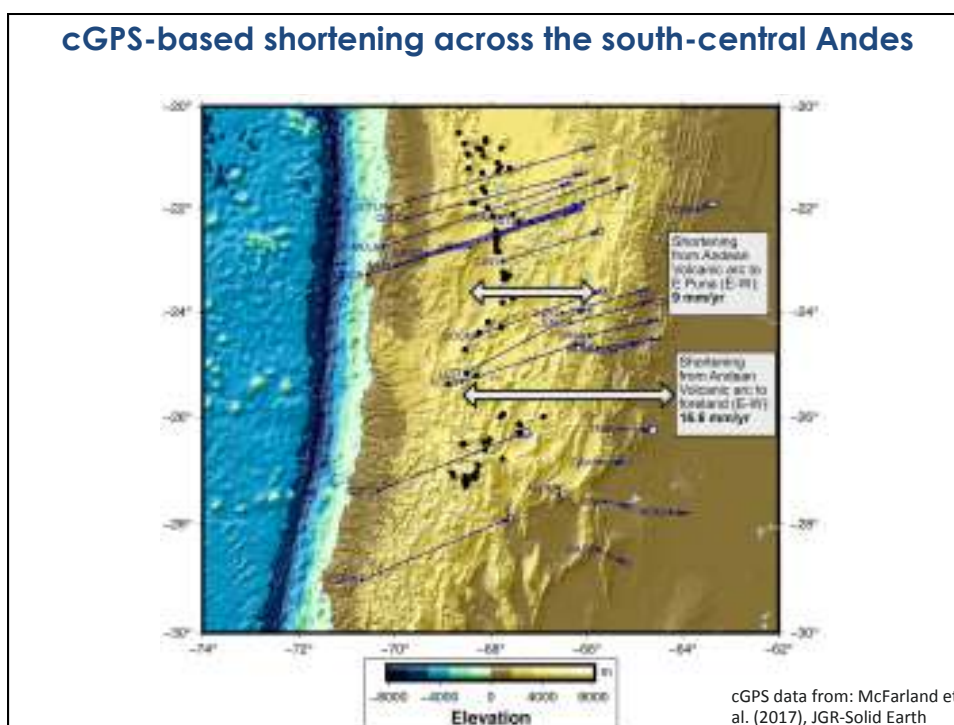 cGPS-based shortening across the south-central Andes
-20°
-20°
-22°
-22°
Shortening
from Andean
Volcanic arc to
E Puna (E-W)
9 mm/yr
-24°
-24°
Shortening
from Andean
Volcanic arc to
foreland (E-W)
16.6 mm/yr
-26°
-26°
-28°
-28°
-30°
-30°
-74°
-72°
-70°
-68°
-66°
-64°
-62°
m
-8000
-4000
0
4000
8000
Elevation
cGPS data from: McFarland et
al. (2017), JGR-Solid Earth